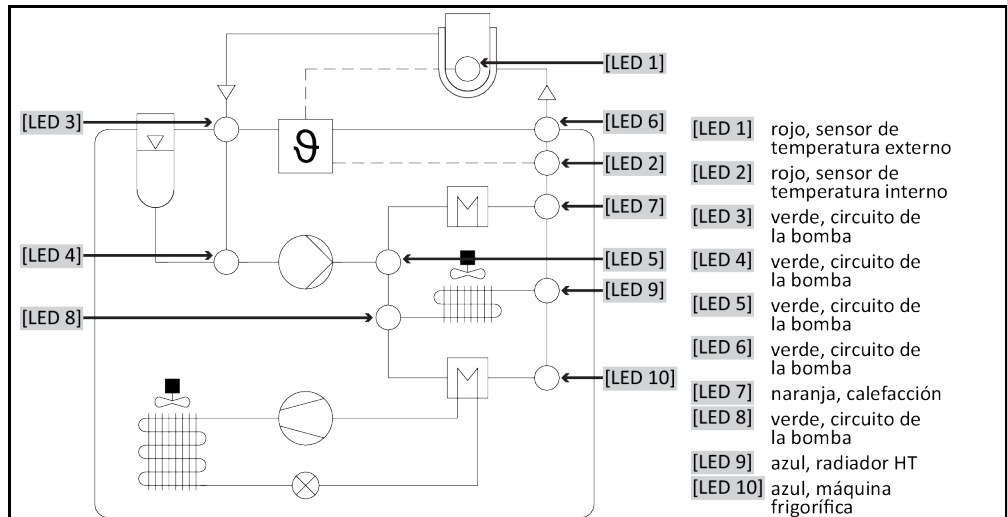 [LED 1]
[LED 3]
[LED 6]
ϑ
[LED 2]
[LED 7]
[LED 4]
[LED 5]
[LED 9]
[LED 8]
[LED 10]
[LED 1] rojo, sensor de
temperatura externo
[LED 2] rojo, sensor de
temperatura interno
[LED 3] verde, circuito de
la bomba
[LED 4] verde, circuito de
la bomba
[LED 5] verde, circuito de
la bomba
[LED 6] verde, circuito de
la bomba
[LED 7] naranja, calefacción
[LED 8] verde, circuito de
la bomba
[LED 9] azul, radiador HT
[LED 10] azul, máquina
frigorífica